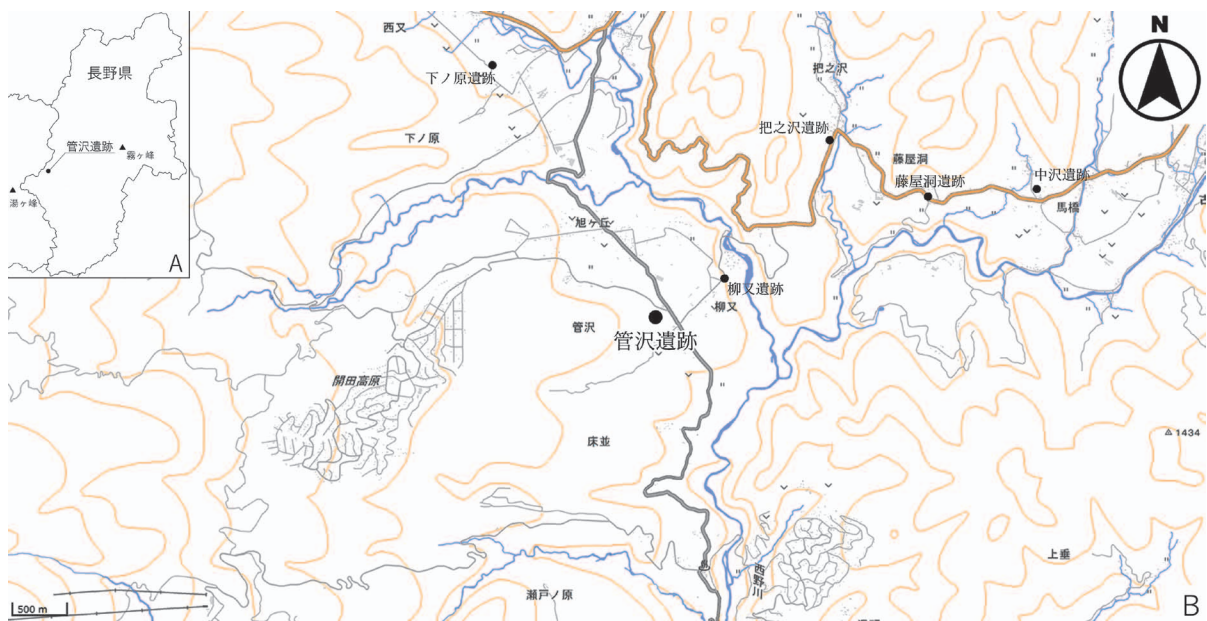 長野県
管沢遺跡
霧ヶ峰
湯ヶ峰
A
西又
下ノ原遺跡
下ノ原
把之沢
N
把之沢遺跡
藤屋洞
藤屋洞遺跡
中沢遺跡
馬橋
古
旭ヶ丘
柳又遺跡
柳又
管沢
管沢遺跡
開田高原
床並
1434
上垂
西野川
瀬戸ノ原
500 m
B